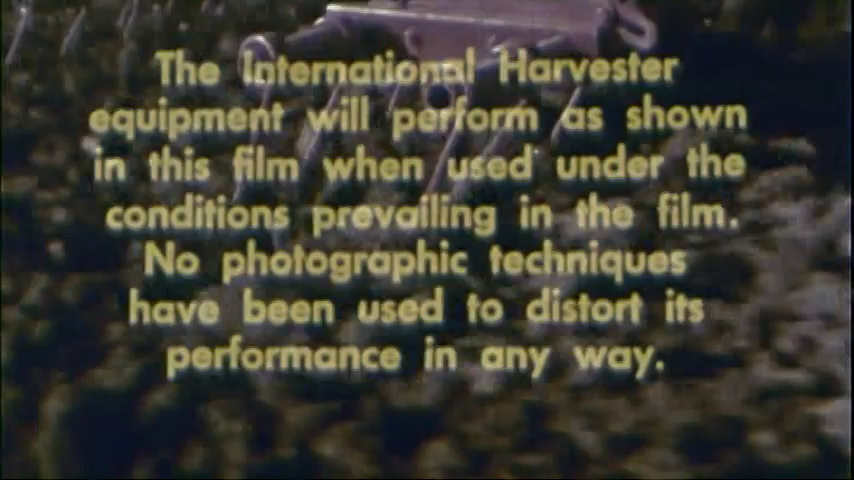 The International Harvester
equipment will perform as shown
in this film when used under the
conditions prevailing in the film.
No photographic techniques
have been used to distort its
performance in any way.